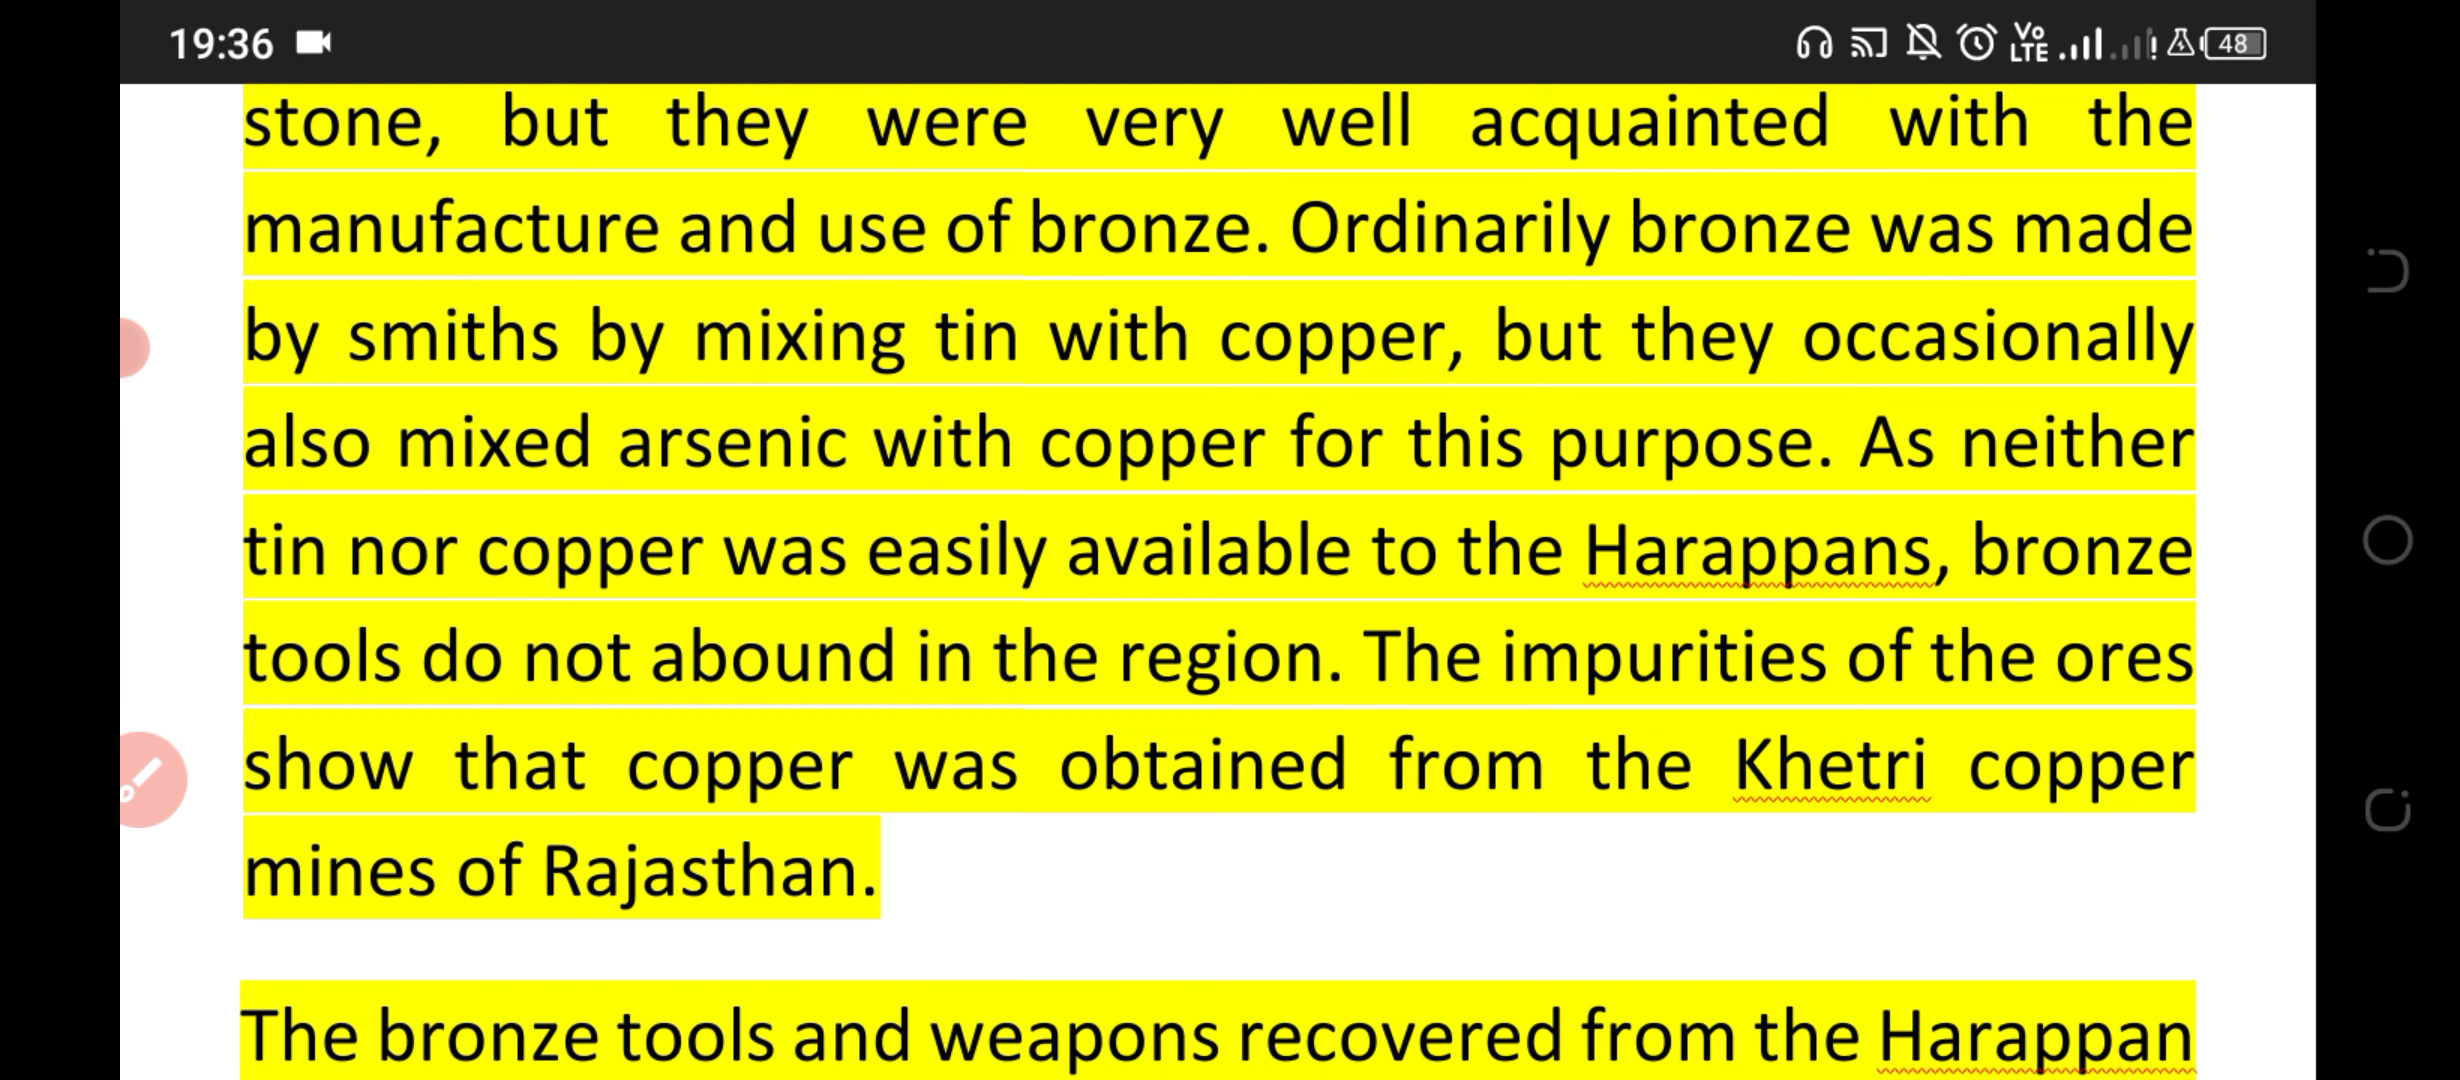 19:36 Vo LTE 48
stone, but they were very well acquainted with the
manufacture and use of bronze. Ordinarily bronze was made
by smiths by mixing tin with copper, but they occasionally
also mixed arsenic with copper for this purpose. As neither
tin nor copper was easily available to the Harappans, bronze
tools do not abound in the region. The impurities of the ores
show that copper was obtained from the Khetri copper
mines of Rajasthan.
The bronze tools and weapons recovered from the Harappan